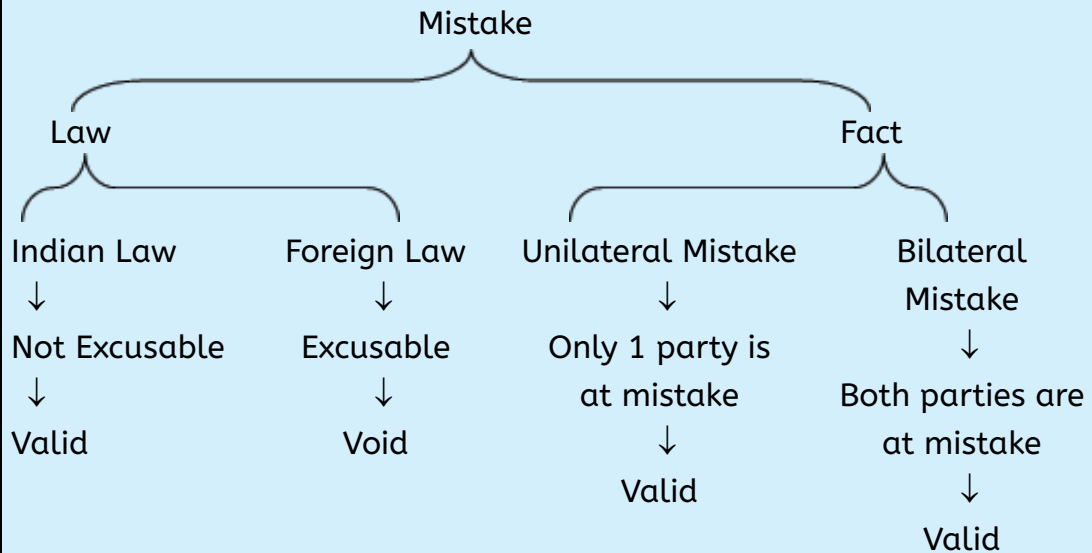 Mistake
Law
Fact
Indian Law
↓
Not Excusable
↓
Valid
Foreign Law
↓
Excusable
↓
Void
Unilateral Mistake
↓
Only 1 party is
at mistake
↓
Valid
Bilateral
Mistake
↓
Both parties are
at mistake
↓
Valid